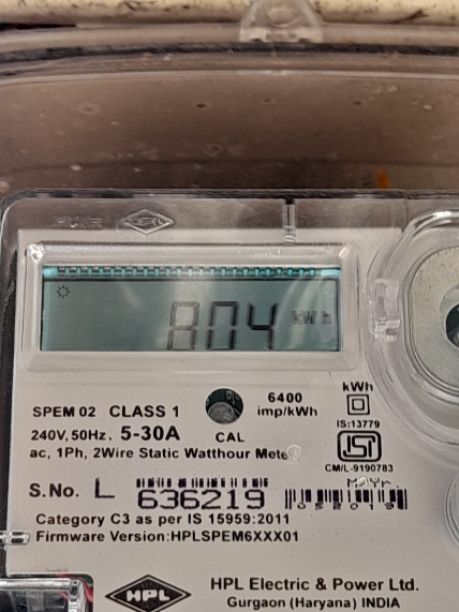 804 kWh
SPEM 02 CLASS 1
6400
imp/kWh
kWh
IS:13779
240V, 50Hz, 5-30A
CAL
ac, 1Ph, 2Wire Static Watthour Mete
ISI
CM/L-9190783
S.No. L 636219
Category C3 as per IS 15959:2011
Firmware Version:HPLSPEM6XXX01
HPL
HPL Electric & Power Ltd.
Gurgaon (Haryana) INDIA